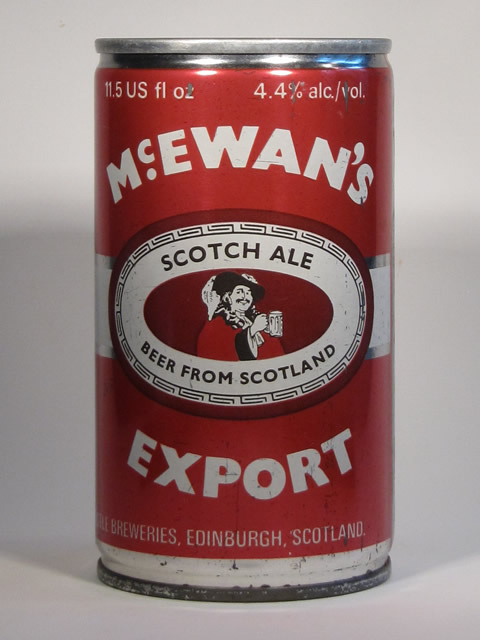 11.5 US fl oz 4.4% alc./vol.
McEWAN'S
SCOTCH ALE
BEER FROM SCOTLAND
EXPORT
BREWERIES, EDINBURGH, SCOTLAND.